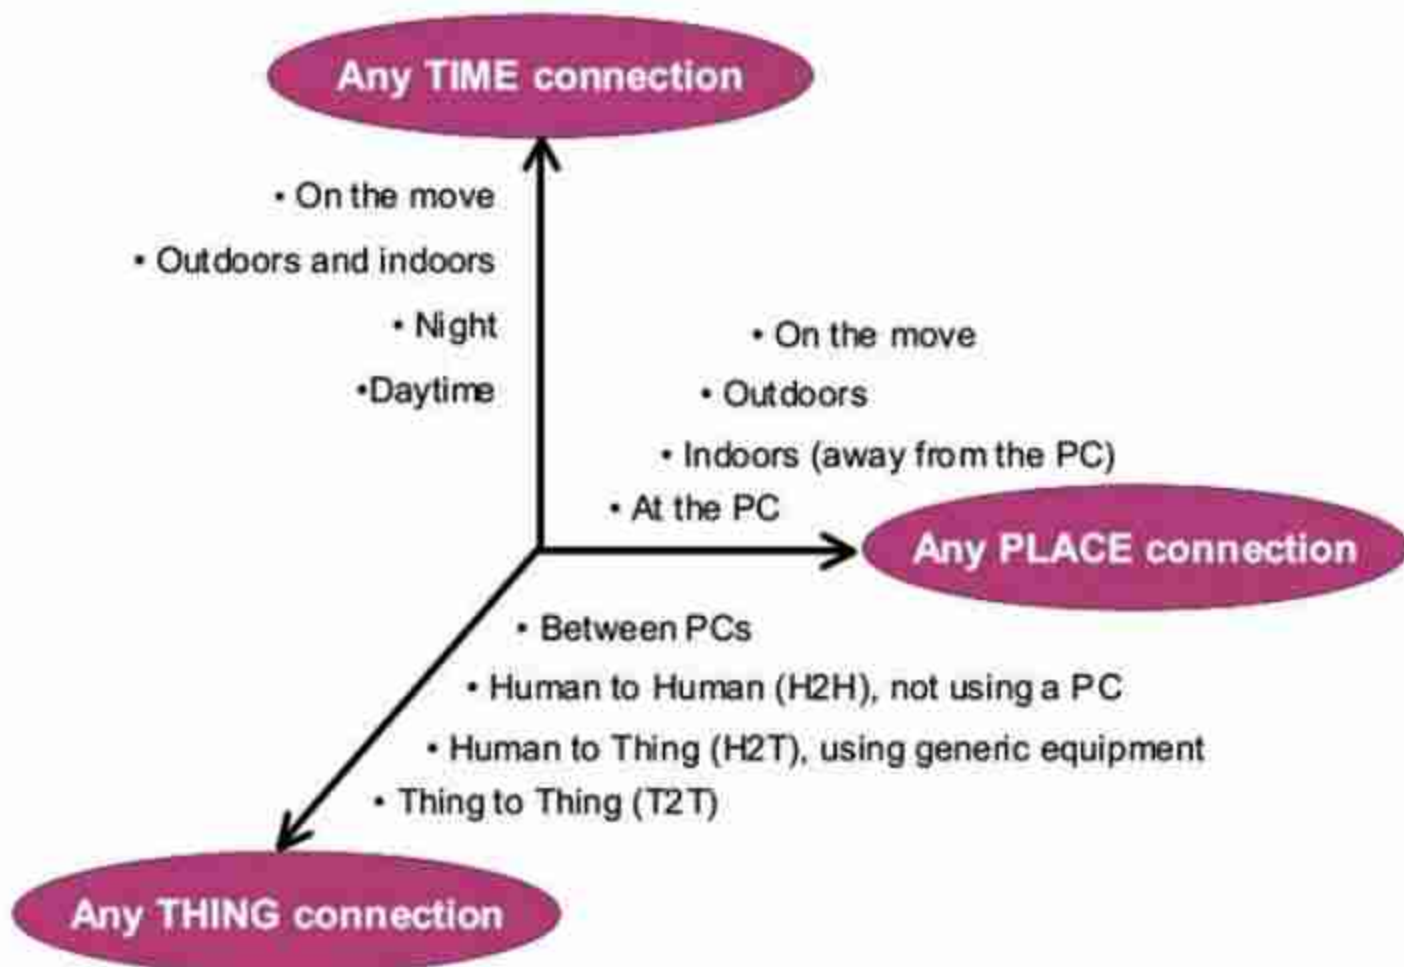 Any TIME connection
• On the move
• Outdoors and indoors
• Night
•Daytime
• On the move
• Outdoors
• Indoors (away from the PC)
• At the PC
Any PLACE connection
• Between PCs
• Human to Human (H2H), not using a PC
• Human to Thing (H2T), using generic equipment
• Thing to Thing (T2T)
Any THING connection